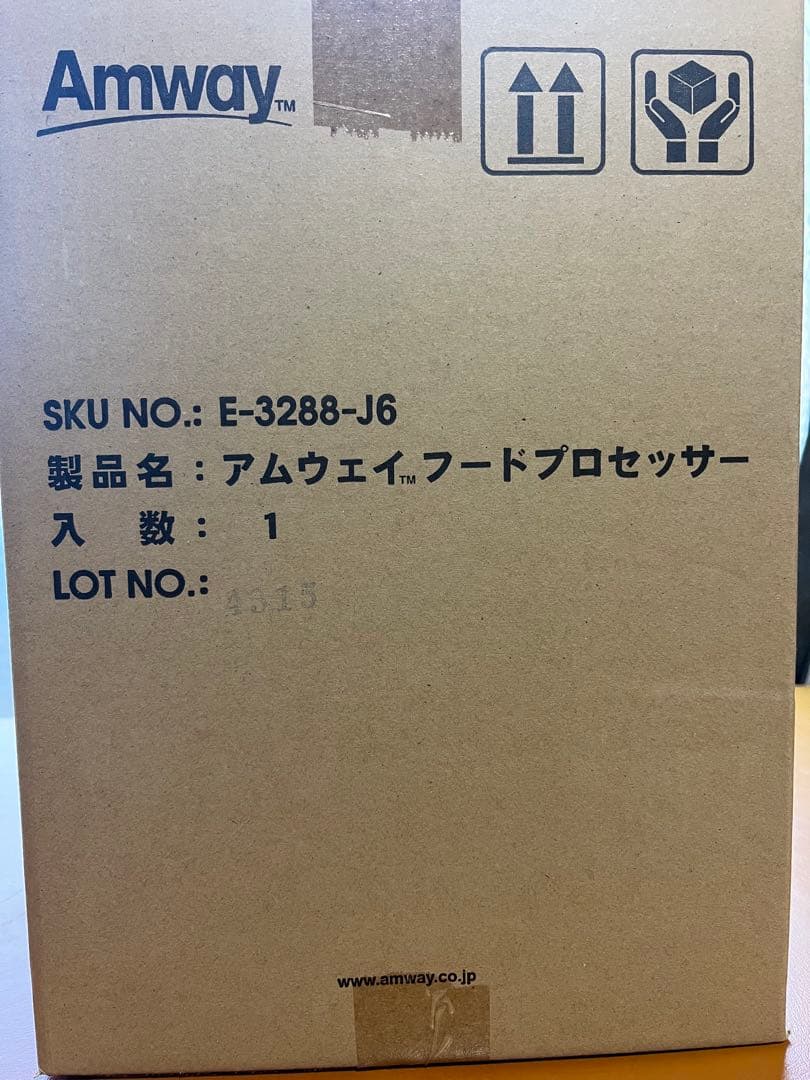 Amway™
SKU NO.: E-3288-J6
製品名：アムウェイ™フードプロセッサー
入　数：　1
LOT NO.: 4315
www.amway.co.jp